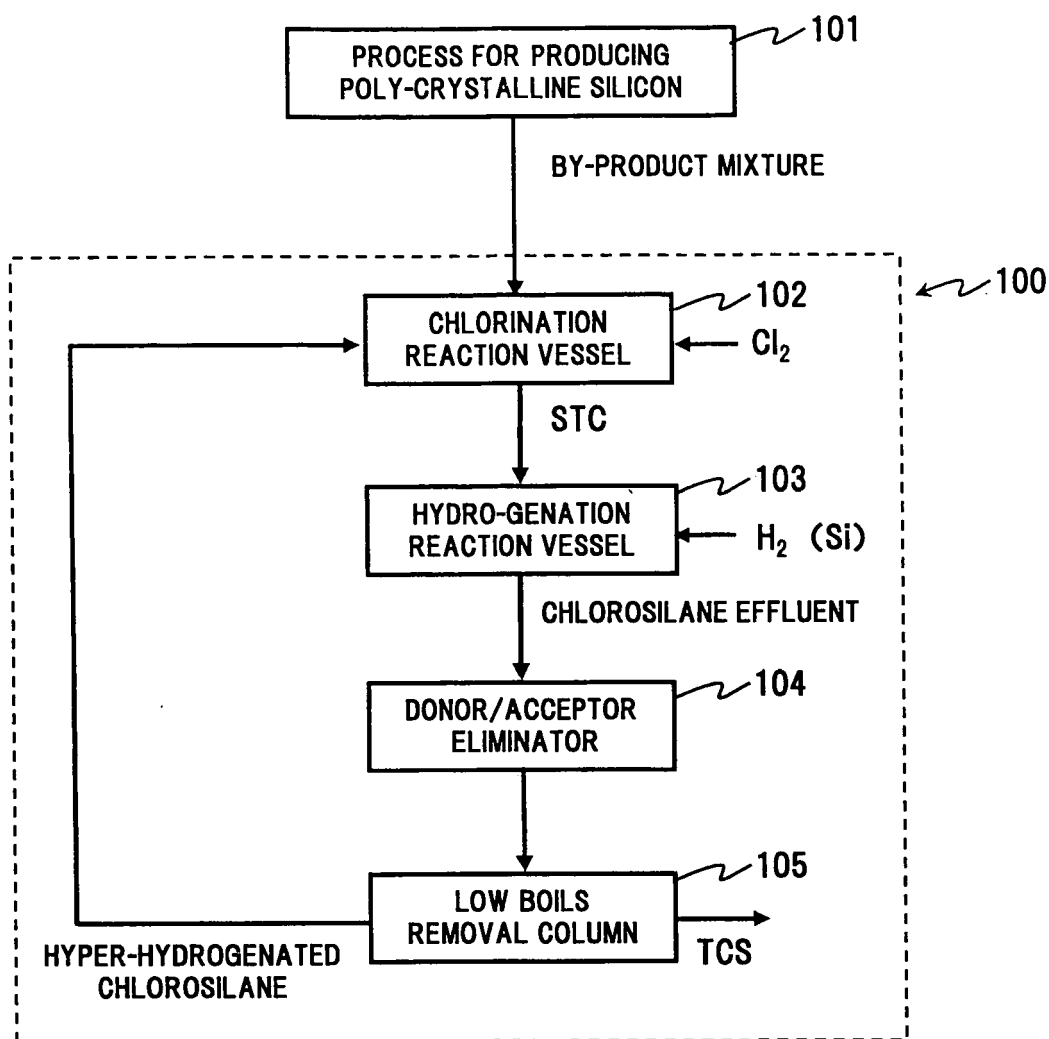 101
PROCESS FOR PRODUCING
POLY-CRYSTALLINE SILICON
BY-PRODUCT MIXTURE
100
102
CHLORINATION
REACTION VESSEL
Cl₂
STC
103
HYDRO-GENATION
REACTION VESSEL
H₂ (Si)
CHLOROSILANE EFFLUENT
104
DONOR/ACCEPTOR
ELIMINATOR
105
LOW BOILS
REMOVAL COLUMN
TCS
HYPER-HYDROGENATED
CHLOROSILANE